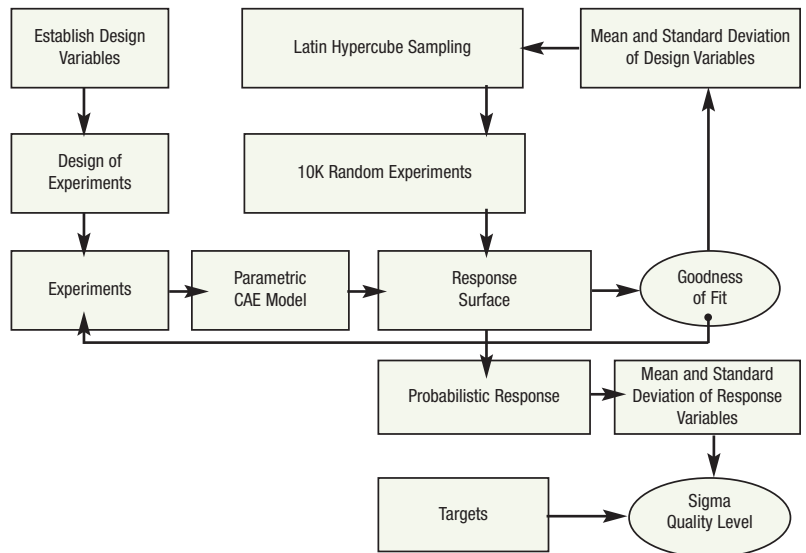 Establish Design
Variables
Latin Hypercube Sampling
Mean and Standard Deviation
of Design Variables
Design of
Experiments
10K Random Experiments
Experiments
Parametric
CAE Model
Response
Surface
Goodness
of Fit
Probabilistic Response
Mean and Standard
Deviation of Response
Variables
Targets
Sigma
Quality Level